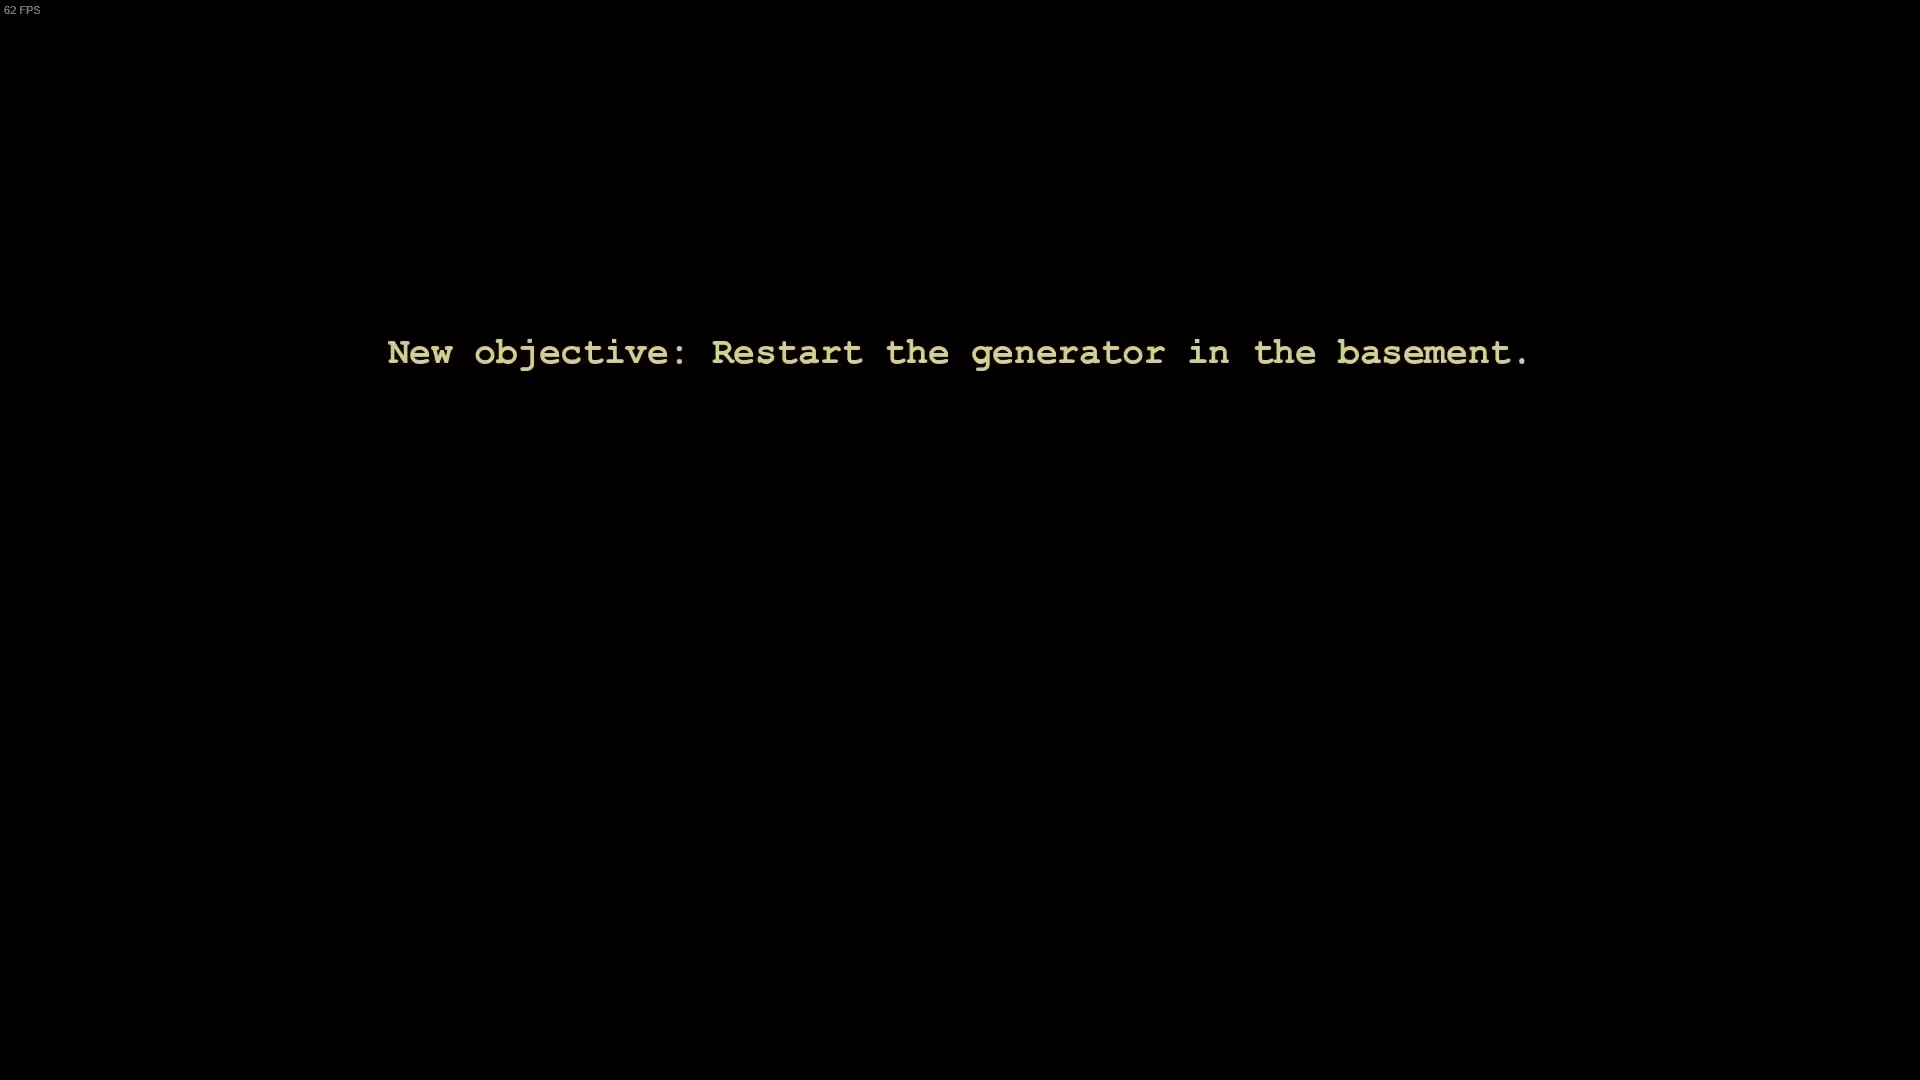 62 FPS
New objective: Restart the generator in the basement.